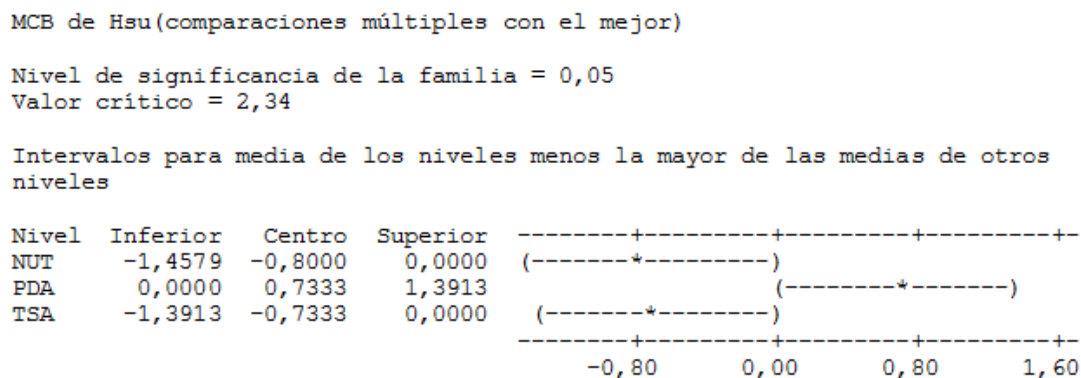 MCB de Hsu(comparaciones múltiples con el mejor)
Nivel de significancia de la familia = 0,05
Valor crítico = 2,34
Intervalos para media de los niveles menos la mayor de las medias de otros
niveles
Nivel  Inferior   Centro  Superior  --------+---------+---------+---------+-
NUT     -1,4579  -0,8000    0,0000  (-------*---------)
PDA      0,0000   0,7333    1,3913                    (--------*-------)
TSA     -1,3913  -0,7333    0,0000   (-------*--------)
--------+---------+---------+---------+-
-0,80      0,00      0,80      1,60